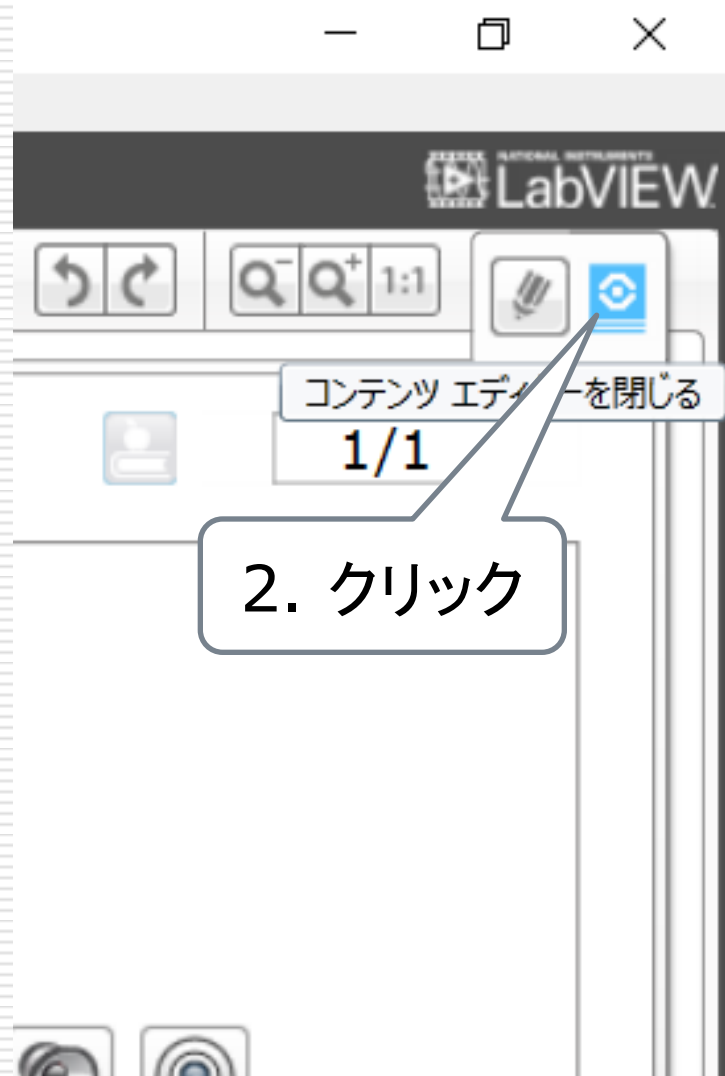 NATIONAL INSTRUMENTS
LabVIEW
1:1
コンテンツ エディターを閉じる
1/1
2. クリック